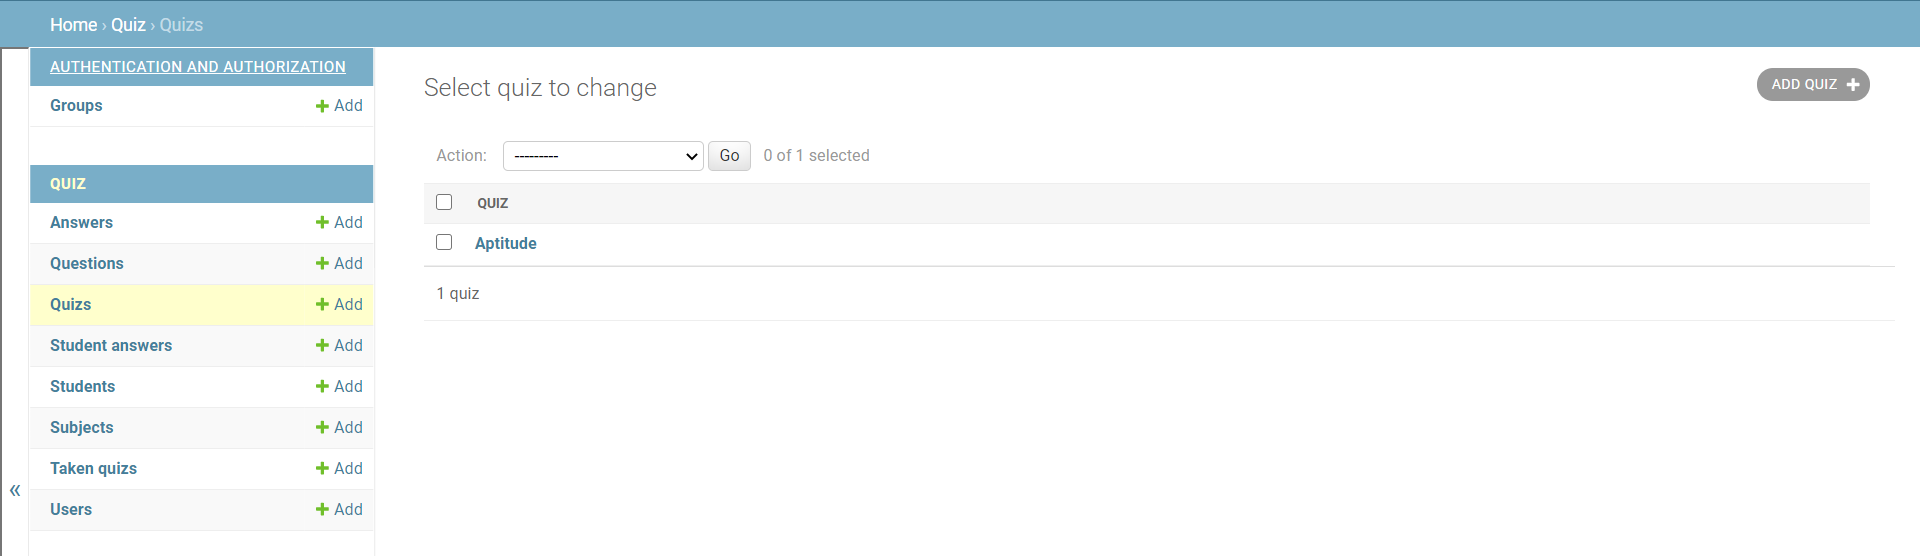 Home › Quiz › Quizs
AUTHENTICATION AND AUTHORIZATION
Groups + Add
QUIZ
Answers + Add
Questions + Add
Quizs + Add
Student answers + Add
Students + Add
Subjects + Add
Taken quizs + Add
Users + Add
«
Select quiz to change
ADD QUIZ +
Action: --------- Go 0 of 1 selected
QUIZ
Aptitude
1 quiz